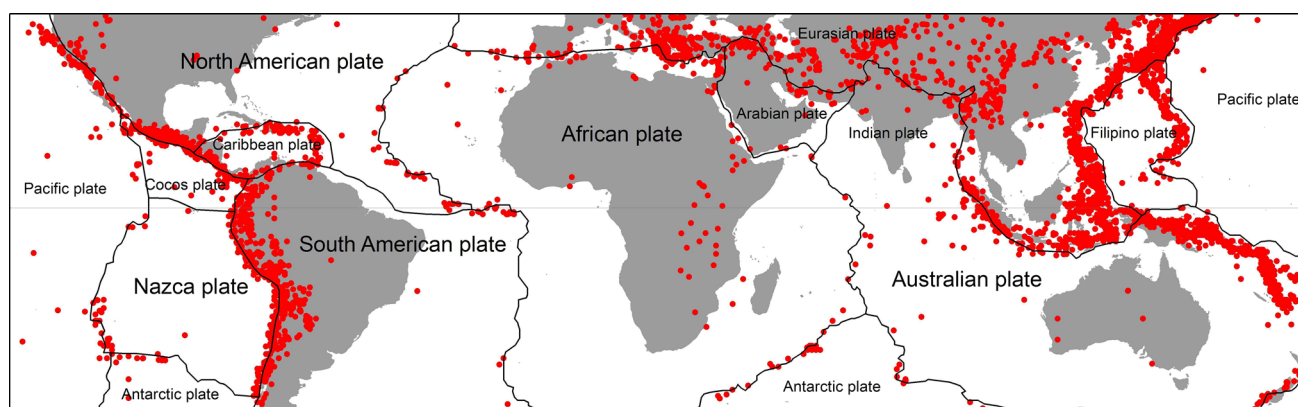 Eurasian plate
North American plate
Pacific plate
Arabian plate
African plate
Indian plate
Filipino plate
Caribbean plate
Pacific plate
Cocos plate
South American plate
Australian plate
Nazca plate
Antarctic plate
Antarctic plate